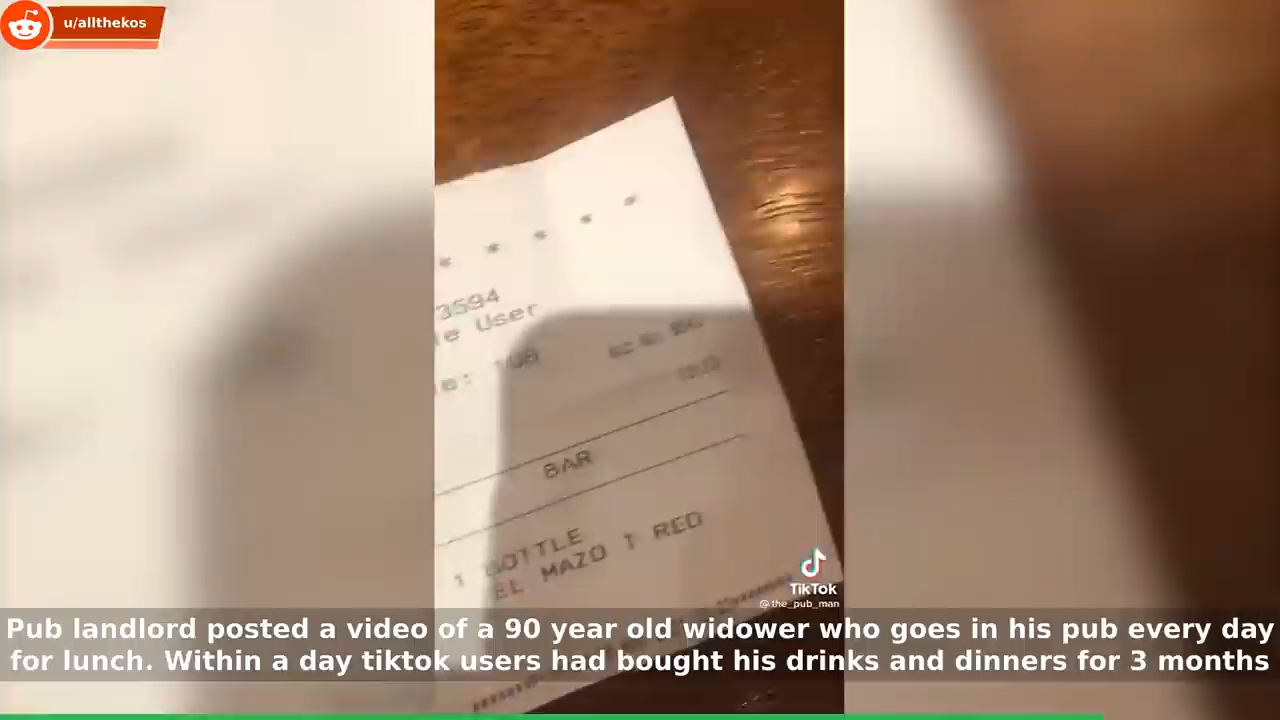 u/allthekos
* * * * *
3594
le User
BAR
1 BOTTLE
EL MAZO T RED
TikTok
@the_pub_man
Pub landlord posted a video of a 90 year old widower who goes in his pub every day
for lunch. Within a day tiktok users had bought his drinks and dinners for 3 months